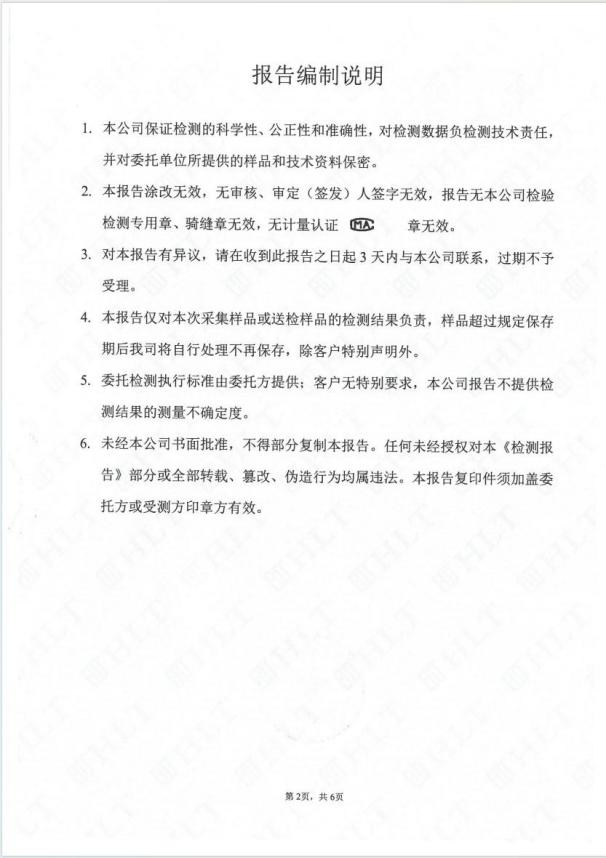 报告编制说明
1. 本公司保证检测的科学性、公正性和准确性，对检测数据负检测技术责任，
并对委托单位所提供的样品和技术资料保密。
2. 本报告涂改无效，无审核、审定（签发）人签字无效，报告无本公司检验
检测专用章、骑缝章无效，无计量认证 MA 章无效。
3. 对本报告有异议，请在收到此报告之日起 3 天内与本公司联系，过期不予
受理。
4. 本报告仅对本次采集样品或送检样品的检测结果负责，样品超过规定保存
期后我司将自行处理不再保存，除客户特别声明外。
5. 委托检测执行标准由委托方提供；客户无特别要求，本公司报告不提供检
测结果的测量不确定度。
6. 未经本公司书面批准，不得部分复制本报告。任何未经授权对本《检测报
告》部分或全部转载、篡改、伪造行为均属违法。本报告复印件须加盖委
托方或受测方印章方有效。
第 2页，共 6页
HLT